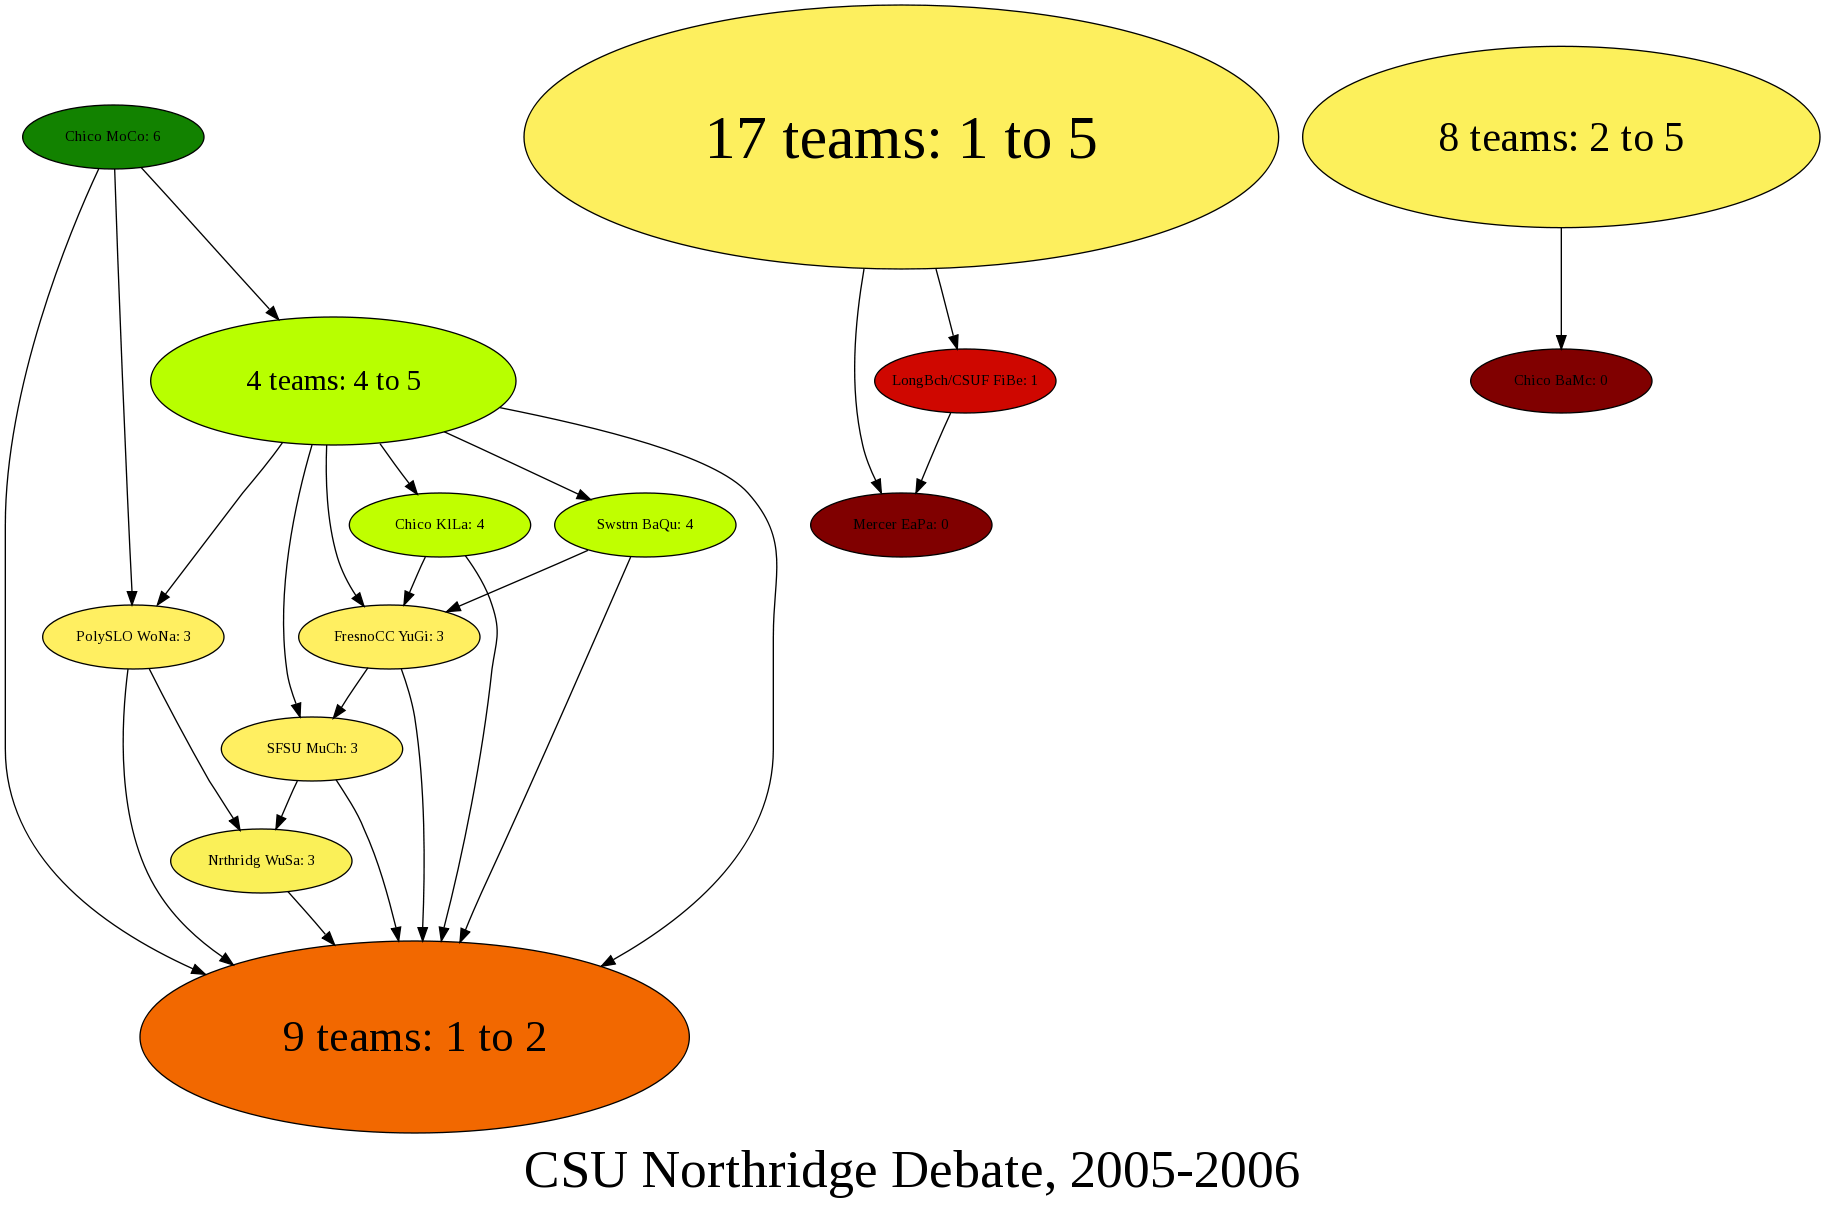 Chico MoCo: 6
17 teams: 1 to 5
8 teams: 2 to 5
4 teams: 4 to 5
LongBch/CSUF FiBe: 1
Chico BaMc: 0
Chico KlLa: 4
Swstrn BaQu: 4
Mercer EaPa: 0
PolySLO WoNa: 3
FresnoCC YuGi: 3
SFSU MuCh: 3
Nrthridg WuSa: 3
9 teams: 1 to 2
CSU Northridge Debate, 2005-2006